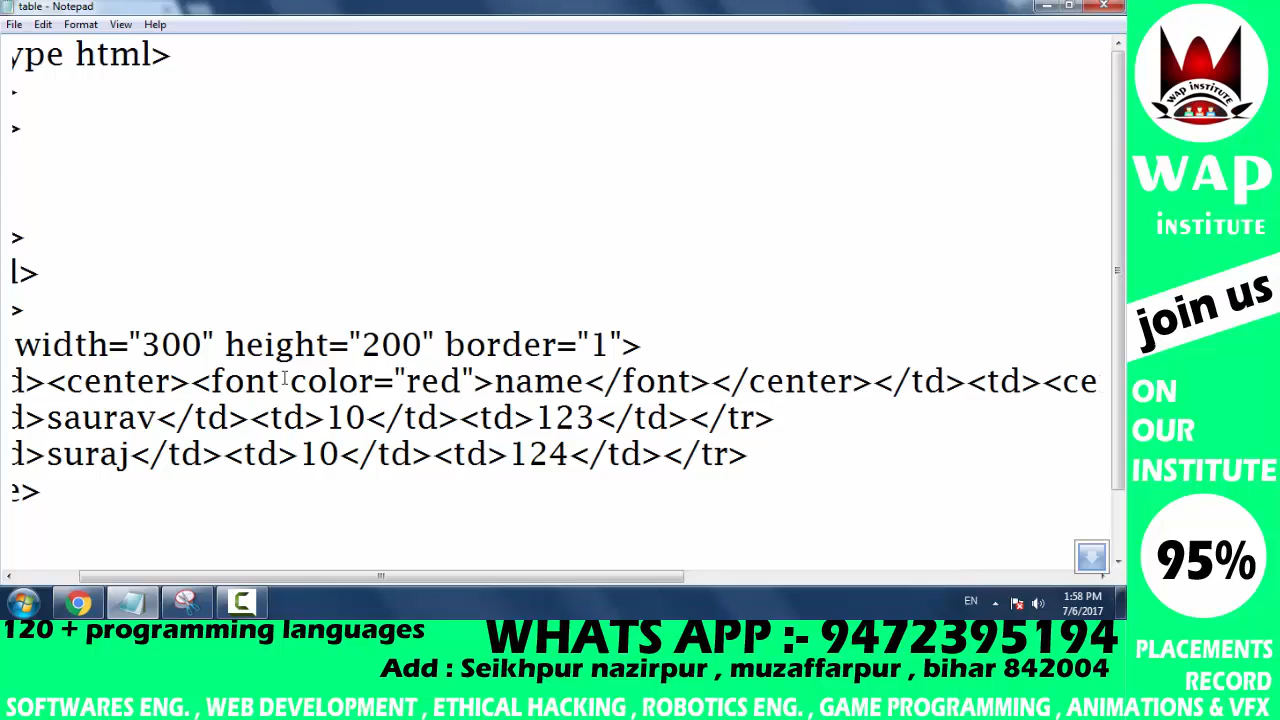 table - Notepad
File Edit Format View Help
ype html>
>
>
>
l>
>
width="300" height="200" border="1">
d><center><font color="red">name</font></center></td><td><ce
d>saurav</td><td>10</td><td>123</td></tr>
d>suraj</td><td>10</td><td>124</td></tr>
e>
EN
1:58 PM
7/6/2017
WAP INSTITUTE
WAP
INSTITUTE
join us
ON
OUR
INSTITUTE
95%
PLACEMENTS
RECORD
120 + programming languages
WHATS APP :- 9472395194
Add : Seikhpur nazirpur , muzaffarpur , bihar 842004
SOFTWARES ENG. , WEB DEVELOPMENT , ETHICAL HACKING , ROBOTICS ENG. , GAME PROGRAMMING , ANIMATIONS & VFX